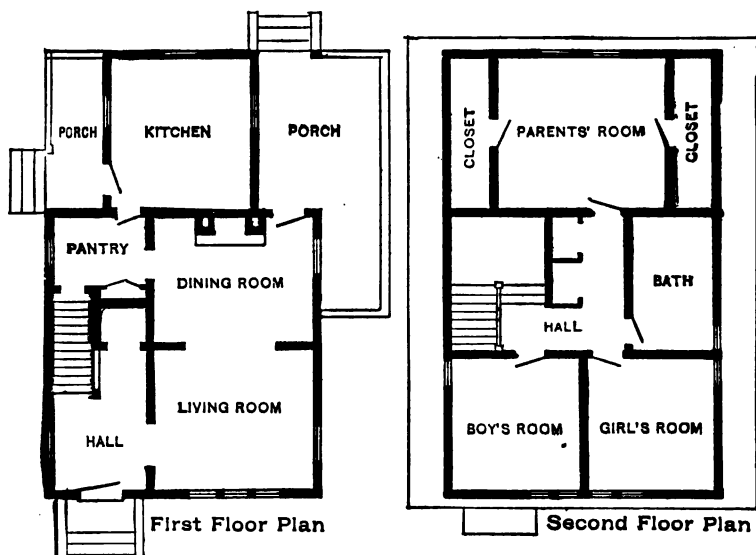 PORCH
KITCHEN
PORCH
PANTRY
DINING ROOM
LIVING ROOM
HALL
First Floor Plan
CLOSET
PARENTS' ROOM
CLOSET
BATH
HALL
BOY'S ROOM
GIRL'S ROOM
Second Floor Plan